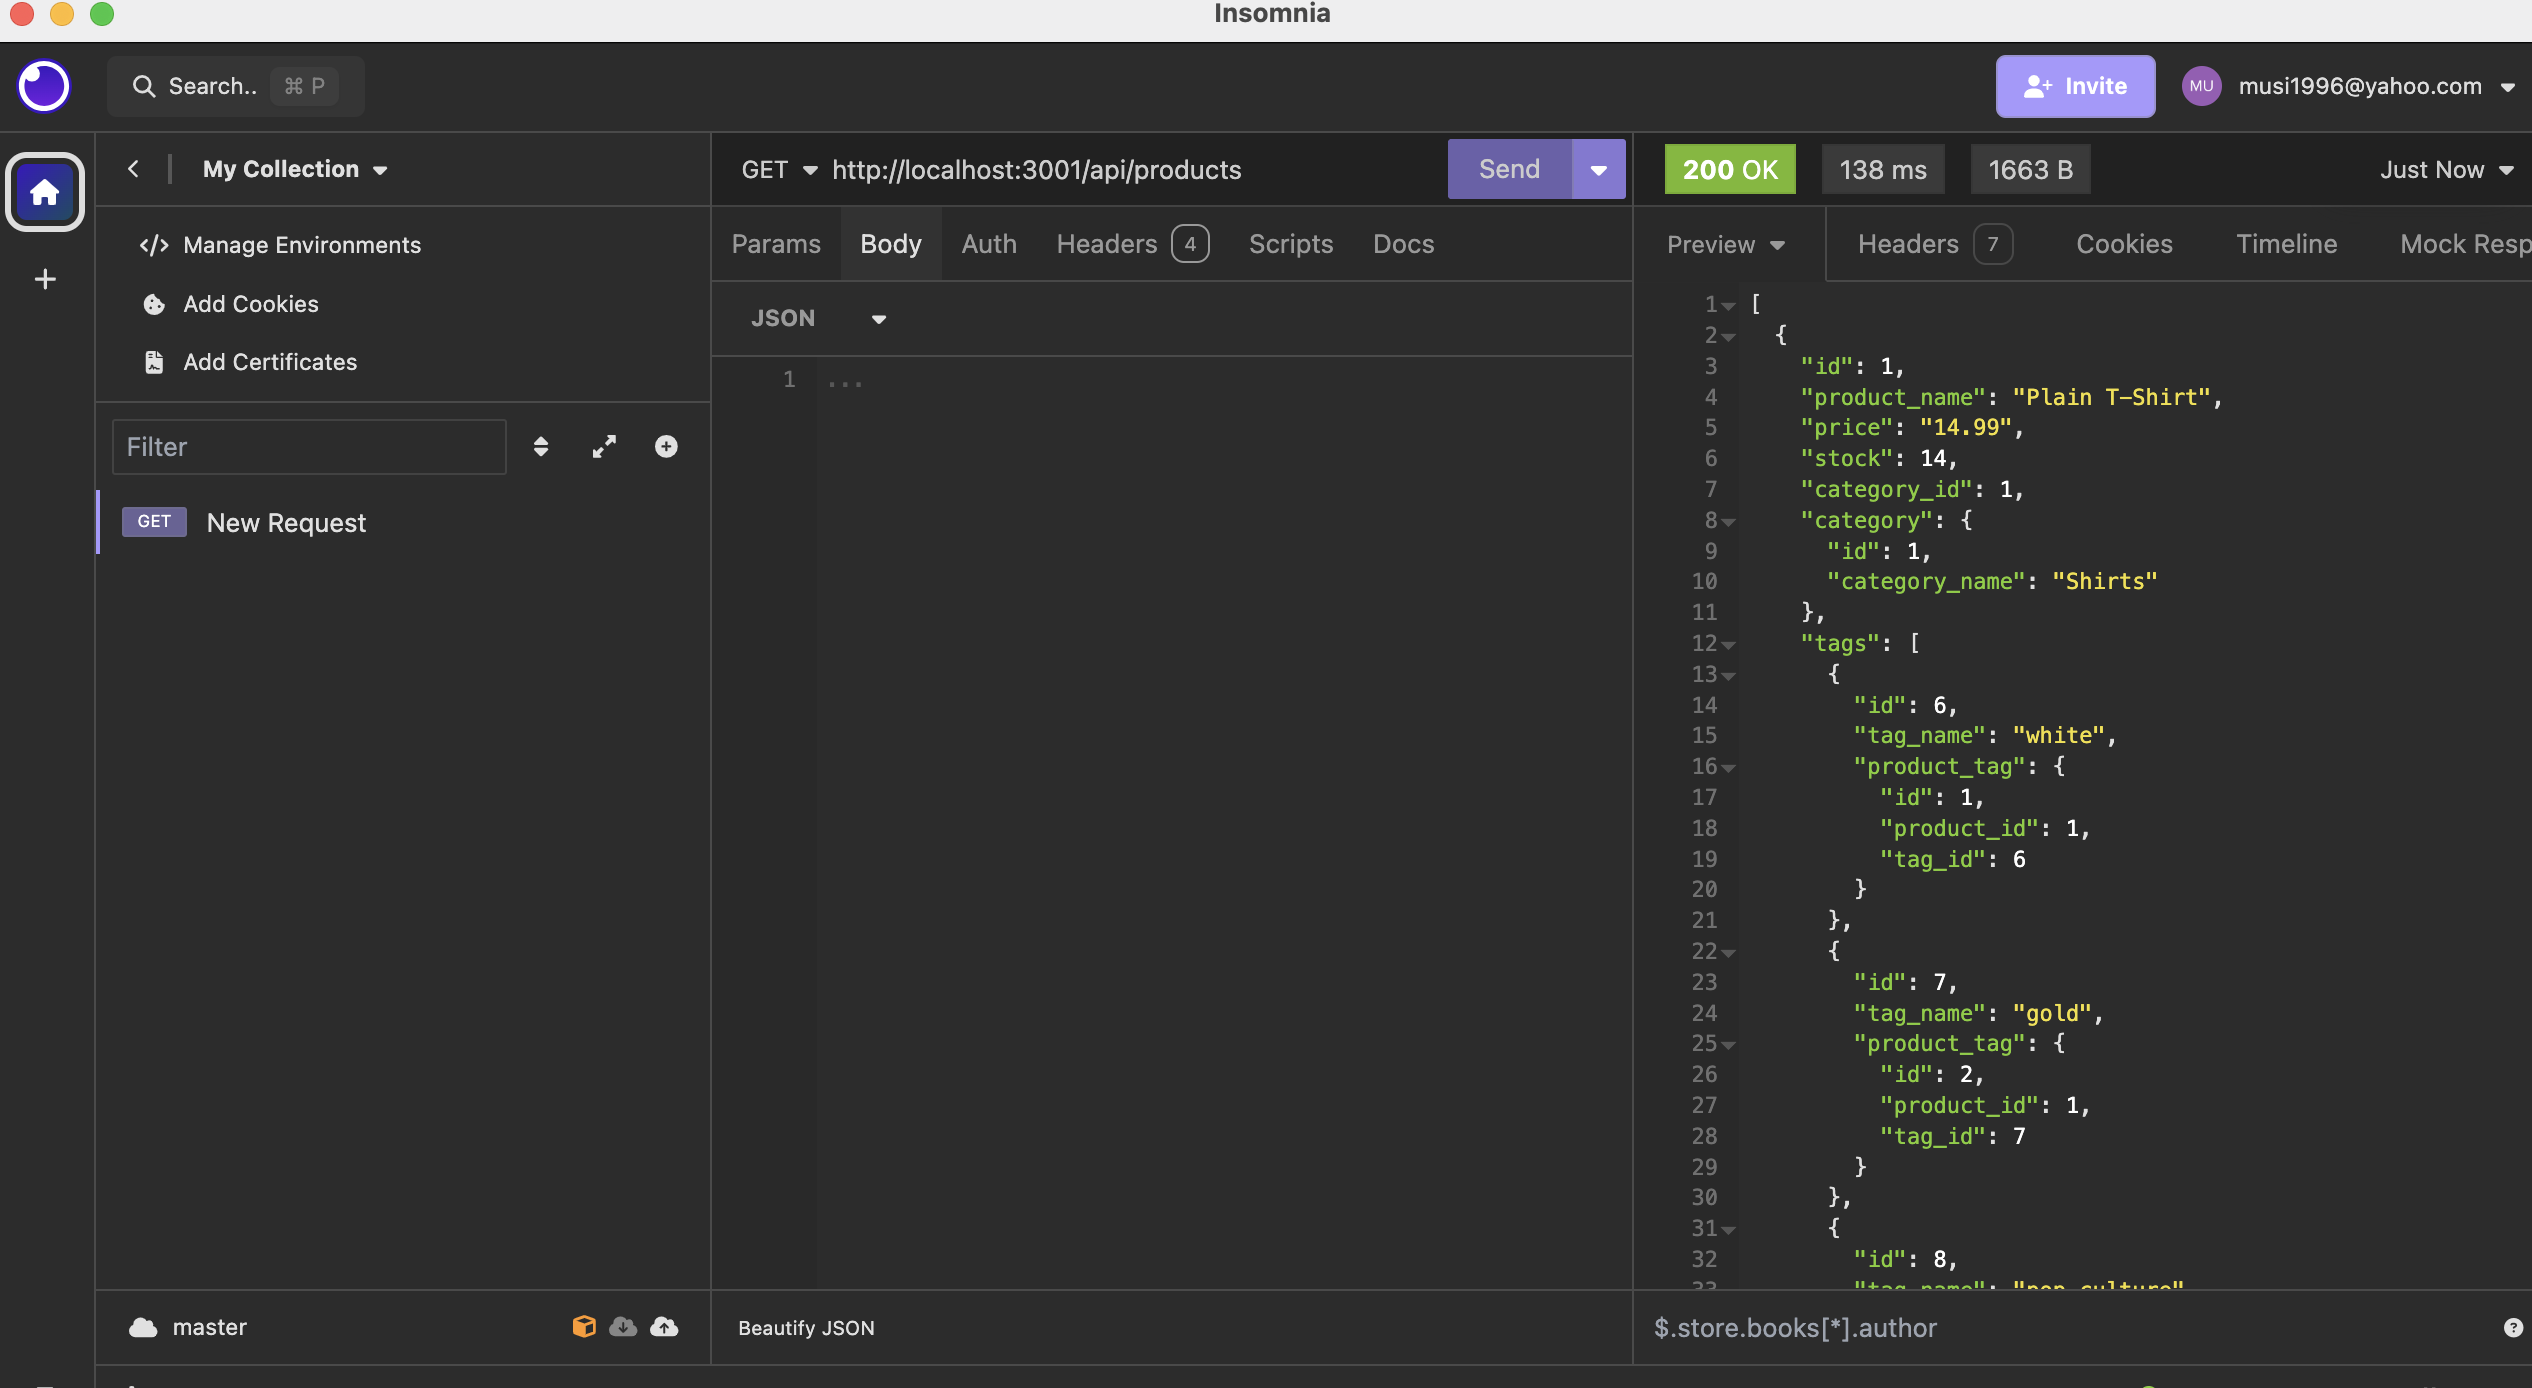 Insomnia
Search.. ⌘ P
Invite
MU
musi1996@yahoo.com
My Collection
Manage Environments
Add Cookies
Add Certificates
Filter
GET New Request
master
GET http://localhost:3001/api/products
Send
Params Body Auth Headers 4 Scripts Docs
JSON
1 ...
Beautify JSON
200 OK 138 ms 1663 B Just Now
Preview Headers 7 Cookies Timeline Mock Resp
1 [
2 {
3 "id": 1,
4 "product_name": "Plain T-Shirt",
5 "price": "14.99",
6 "stock": 14,
7 "category_id": 1,
8 "category": {
9 "id": 1,
10 "category_name": "Shirts"
11 },
12 "tags": [
13 {
14 "id": 6,
15 "tag_name": "white",
16 "product_tag": {
17 "id": 1,
18 "product_id": 1,
19 "tag_id": 6
20 }
21 },
22 {
23 "id": 7,
24 "tag_name": "gold",
25 "product_tag": {
26 "id": 2,
27 "product_id": 1,
28 "tag_id": 7
29 }
30 },
31 {
32 "id": 8,
33 "tag_name": "pop culture"
$.store.books[*].author